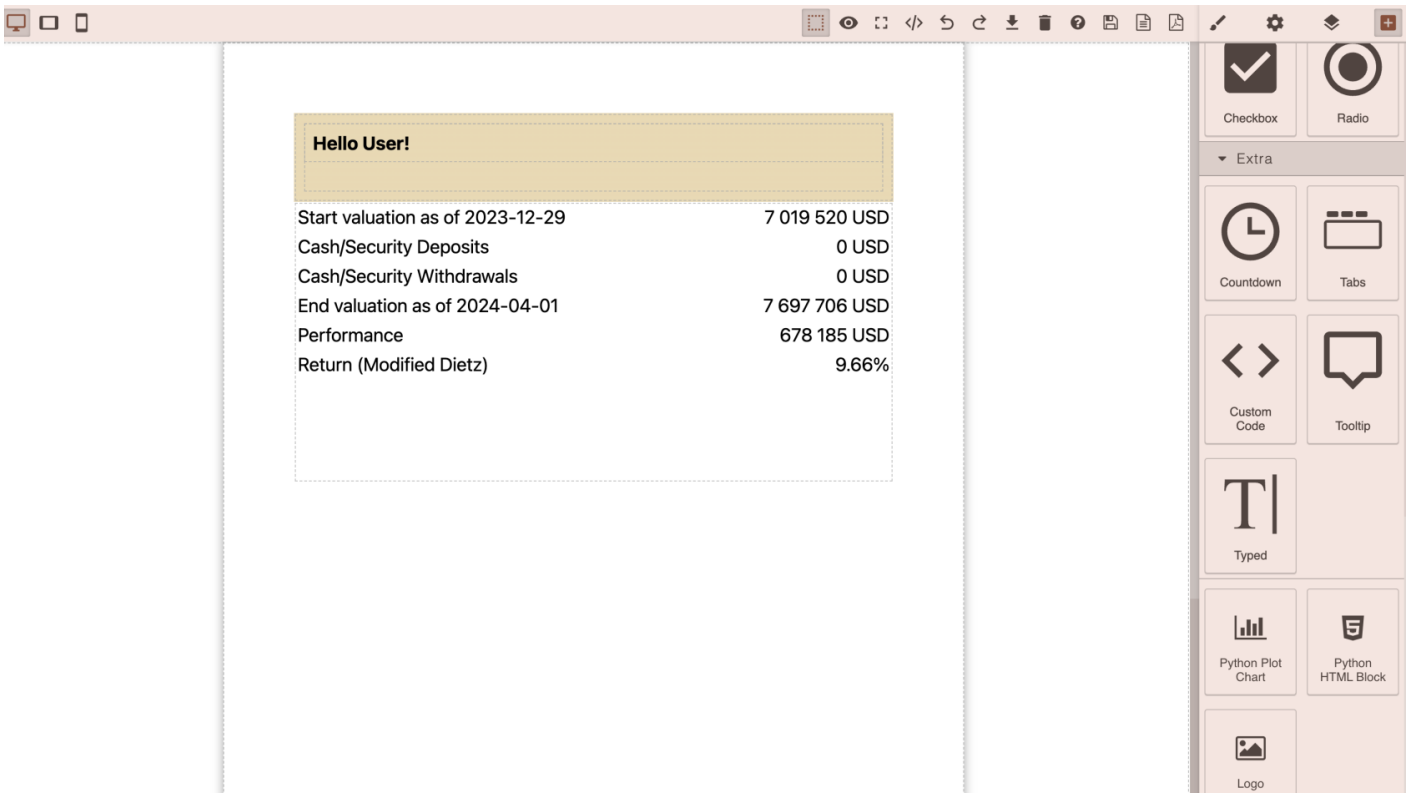 Checkbox
Radio
Extra
Hello User!
Start valuation as of 2023-12-29 7 019 520 USD
Cash/Security Deposits 0 USD
Cash/Security Withdrawals 0 USD
End valuation as of 2024-04-01 7 697 706 USD
Performance 678 185 USD
Return (Modified Dietz) 9.66%
Countdown
Tabs
Custom
Code
Tooltip
Typed
Python Plot
Chart
Python
HTML Block
Logo